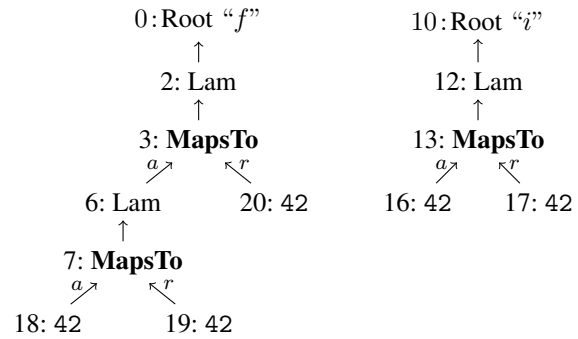 0: Root “f” 10: Root “i”
↑ ↑
2: Lam 12: Lam
↑ ↑
3: MapsTo 13: MapsTo
a r a r
6: Lam 20: 42 16: 42 17: 42
↑
7: MapsTo
a r
18: 42 19: 42